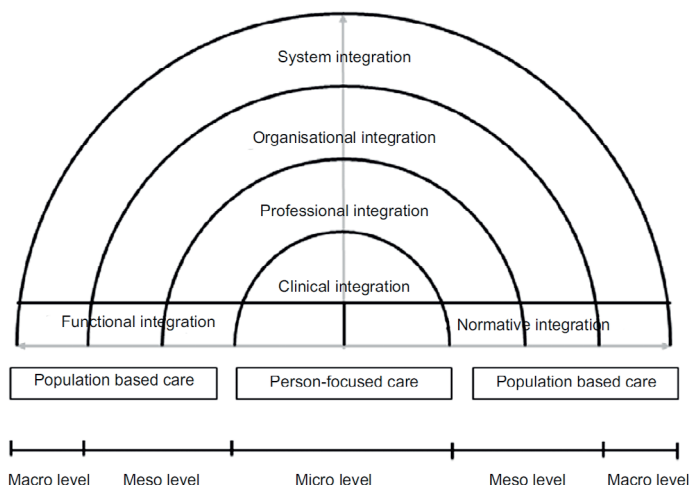 System integration
Organisational integration
Professional integration
Clinical integration
Functional integration
Normative integration
Population based care
Person-focused care
Population based care
Macro level
Meso level
Micro level
Meso level
Macro level